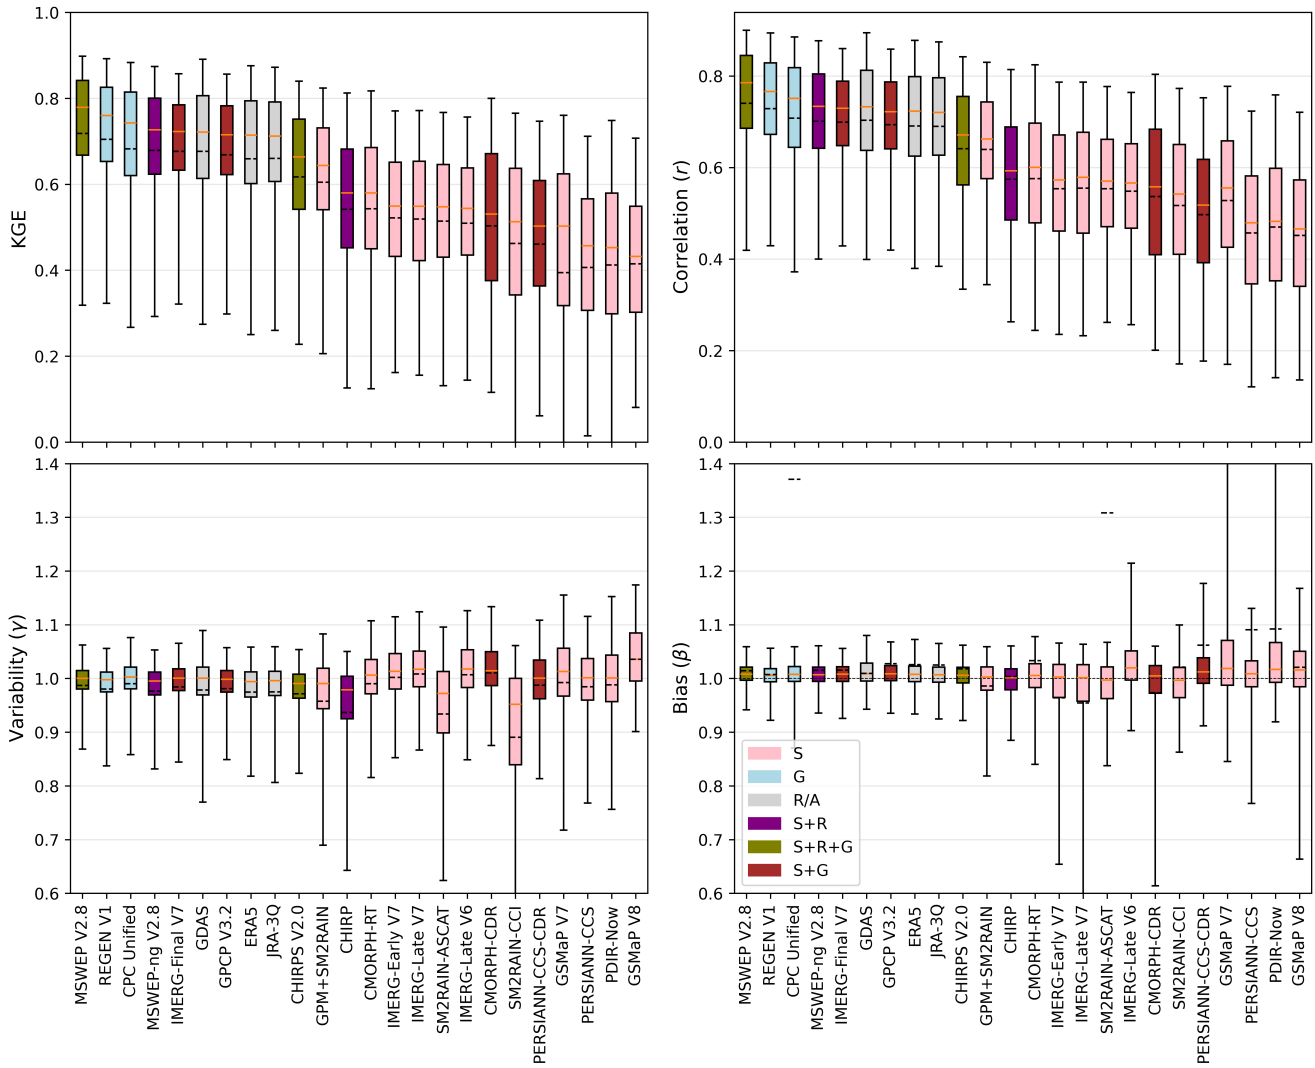 1.0
0.8
0.6
0.4
0.2
0.0
KGE
0.8
0.6
0.4
0.2
0.0
Correlation (r)
1.4
1.3
1.2
1.1
1.0
0.9
0.8
0.7
0.6
Variability (γ)
1.4
1.3
1.2
1.1
1.0
0.9
0.8
0.7
0.6
Bias (β)
S
G
R/A
S+R
S+R+G
S+G
MSWEP V2.8
REGEN V1
CPC Unified
MSWEP-ng V2.8
IMERG-Final V7
GDAS
GPCP V3.2
ERA5
JRA-3Q
CHIRPS V2.0
GPM+SM2RAIN
CHIRP
CMORPH-RT
IMERG-Early V7
IMERG-Late V7
SM2RAIN-ASCAT
IMERG-Late V6
CMORPH-CDR
SM2RAIN-CCI
PERSIANN-CCS-CDR
GSMaP V7
PERSIANN-CCS
PDIR-Now
GSMaP V8
MSWEP V2.8
REGEN V1
CPC Unified
MSWEP-ng V2.8
IMERG-Final V7
GDAS
GPCP V3.2
ERA5
JRA-3Q
CHIRPS V2.0
GPM+SM2RAIN
CHIRP
CMORPH-RT
IMERG-Early V7
IMERG-Late V7
SM2RAIN-ASCAT
IMERG-Late V6
CMORPH-CDR
SM2RAIN-CCI
PERSIANN-CCS-CDR
GSMaP V7
PERSIANN-CCS
PDIR-Now
GSMaP V8